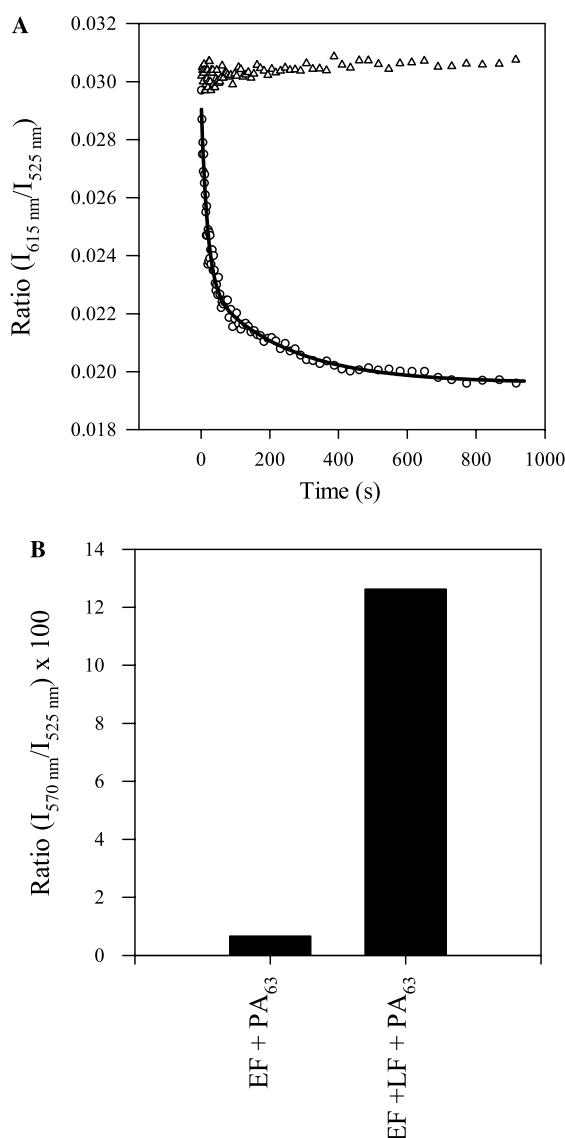 A
0.032
0.030
0.028
0.026
0.024
0.022
0.020
0.018
Ratio (I615 nm/I525 nm)
0 200 400 600 800 1000
Time (s)
B
14
12
10
8
6
4
2
0
Ratio (I570 nm/I525 nm) x 100
EF + PA63
EF +LF + PA63